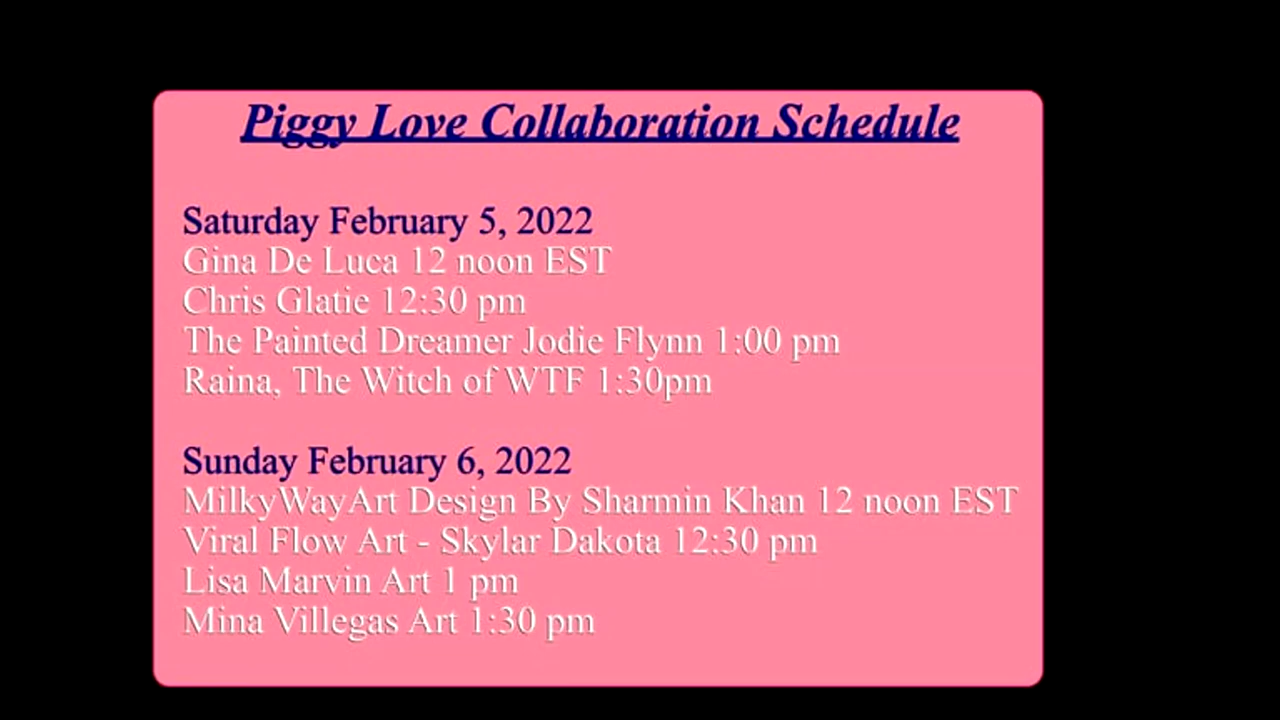 Piggy Love Collaboration Schedule
Saturday February 5, 2022
Gina De Luca 12 noon EST
Chris Glatie 12:30 pm
The Painted Dreamer Jodie Flynn 1:00 pm
Raina, The Witch of WTF 1:30pm
Sunday February 6, 2022
MilkyWayArt Design By Sharmin Khan 12 noon EST
Viral Flow Art - Skylar Dakota 12:30 pm
Lisa Marvin Art 1 pm
Mina Villegas Art 1:30 pm